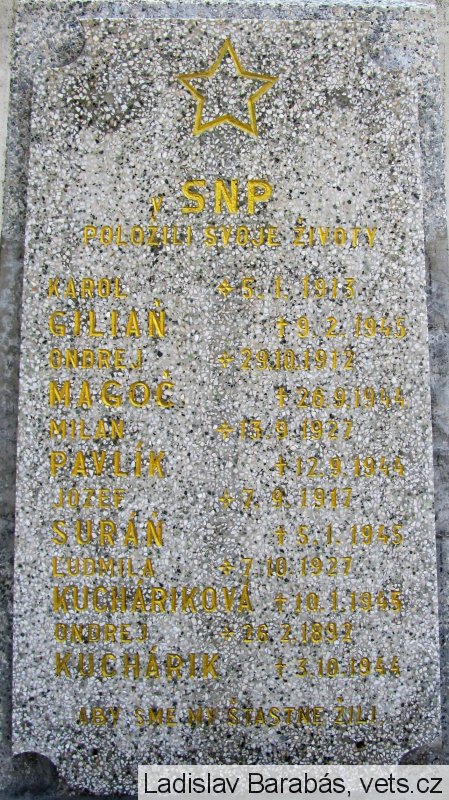 V SNP
POLOŽILI SVOJE ŽIVOTY
KAROL ÷ 5. 1. 1913
GILIAŇ † 9. 2. 1945
ONDREJ ÷ 29.10.1912
MAGOČ † 26.9.1944
MILAN ÷ 13. 9. 1927
PAVLÍK † 12.9.1944
JOZEF ÷ 7. 9. 1917
SURÁŇ † 5.1. 1945
ĽUDMILA ÷ 7.10.1927
KUCHÁRIKOVÁ † 10.1.1945
ONDREJ ÷ 26.2.1892
KUCHÁRIK † 3.10.1944
ABY SME MY ŠŤASTNE ŽILI.
Ladislav Barabás, vets.cz